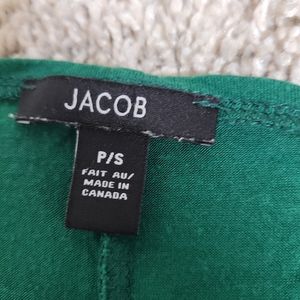 JACOB
P/S
FAIT AU/
MADE IN
CANADA